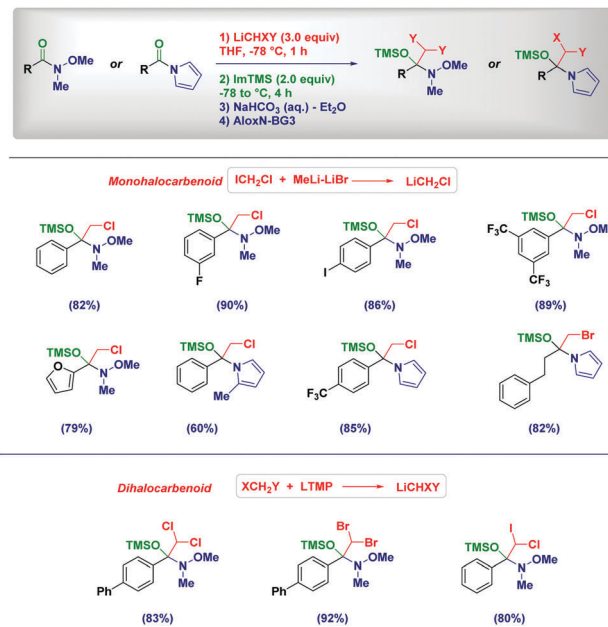 O
R N OMe
Me
or
O
R N
1) LiCHXY (3.0 equiv)
THF, -78 °C, 1 h
2) ImTMS (2.0 equiv)
-78 to °C, 4 h
3) NaHCO3 (aq.) - Et2O
4) AloxN-BG3
Y
TMSO Y
R N OMe
Me
or
X
TMSO Y
R N
Monohalocarbenoid ICH2Cl + MeLi-LiBr LiCH2Cl
TMSO Cl
N OMe
Me
(82%)
TMSO Cl
N OMe
Me
F
(90%)
TMSO Cl
N OMe
Me
I
(86%)
TMSO Cl
F3C
N OM
Me
CF3
(89%)
TMSO Cl
O
N OMe
Me
(79%)
TMSO Cl
N
Me
(60%)
TMSO Cl
N
F3C
(85%)
TMSO Br
N
(82%)
Dihalocarbenoid XCH2Y + LTMP LiCHXY
Cl
TMSO Cl
N OMe
Me
Ph
(83%)
Br
TMSO Br
N OMe
Me
Ph
(92%)
I
TMSO Cl
N OMe
Me
(80%)